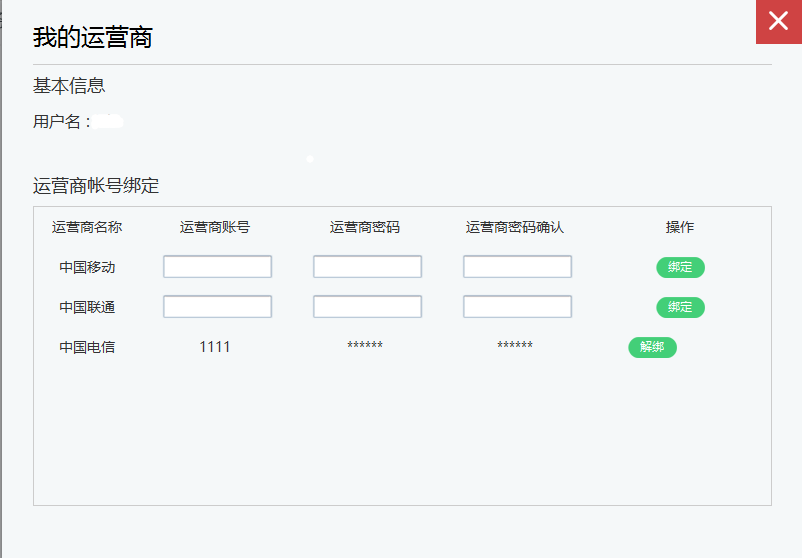 我的运营商
基本信息
用户名 :
运营商帐号绑定
运营商名称 运营商账号 运营商密码 运营商密码确认 操作
中国移动 绑定
中国联通 绑定
中国电信 1111 ****** ****** 解绑